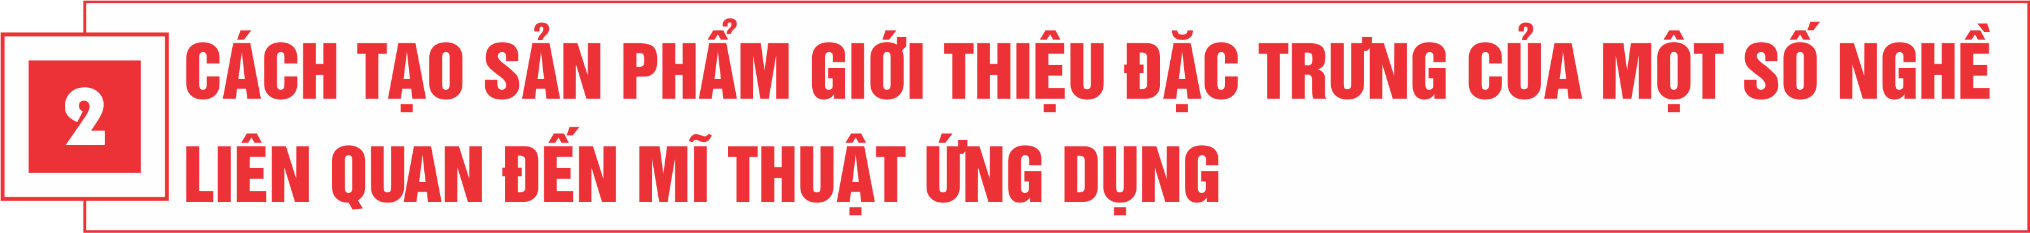 2
CÁCH TẠO SẢN PHẨM GIỚI THIỆU ĐẶC TRƯNG CỦA MỘT SỐ NGHỀ
LIÊN QUAN ĐẾN MĨ THUẬT ỨNG DỤNG